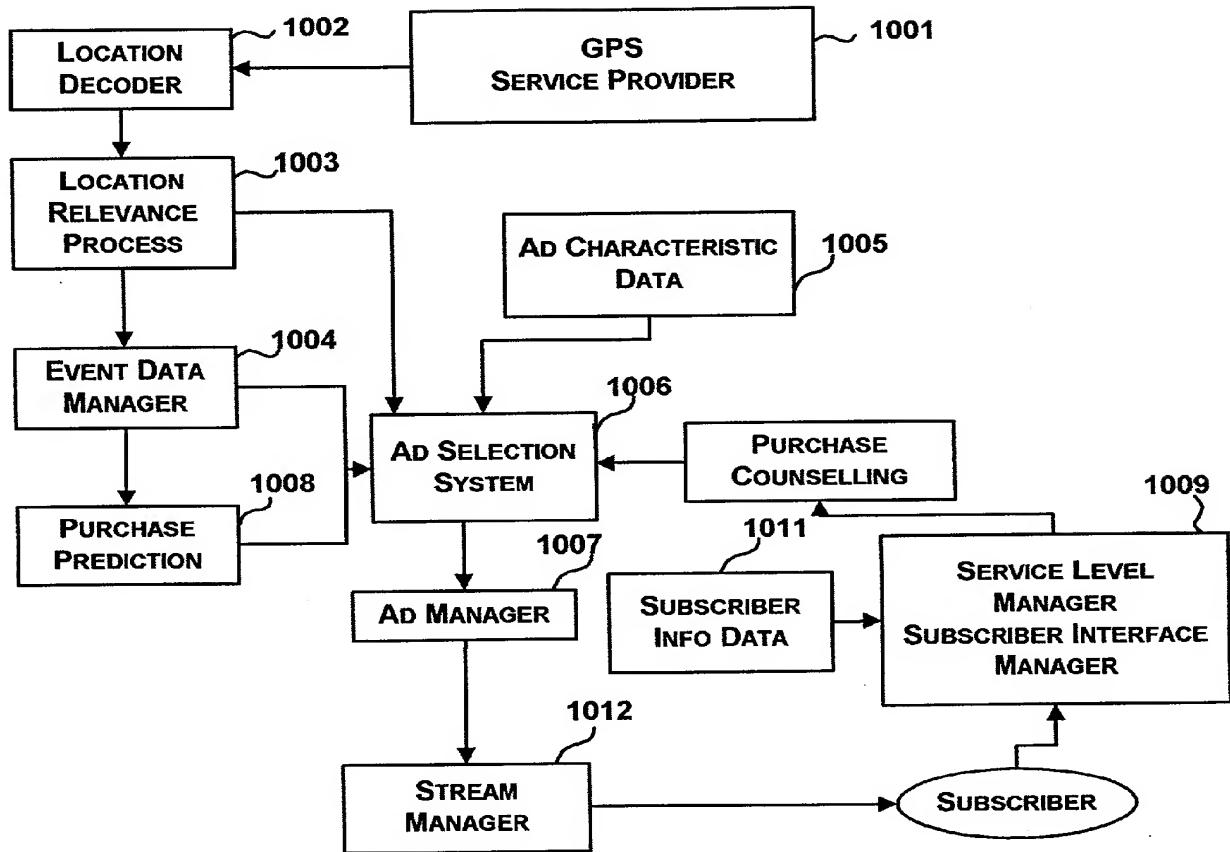 1002
LOCATION
DECODER
GPS
SERVICE PROVIDER
1001
1003
LOCATION
RELEVANCE
PROCESS
AD CHARACTERISTIC
DATA
1005
1004
EVENT DATA
MANAGER
1006
AD SELECTION
SYSTEM
PURCHASE
COUNSELLING
1008
PURCHASE
PREDICTION
1009
SERVICE LEVEL
MANAGER
SUBSCRIBER INTERFACE
MANAGER
1007
AD MANAGER
1011
SUBSCRIBER
INFO DATA
1012
STREAM
MANAGER
SUBSCRIBER